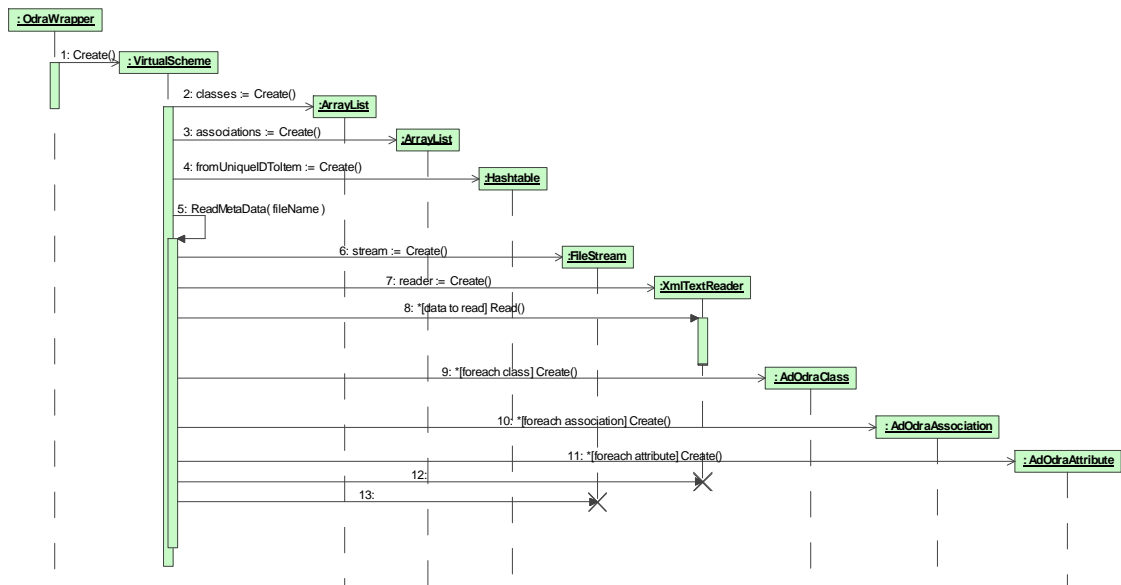 : OdraWrapper
1: Create()
: VirtualScheme
2: classes := Create()
:ArrayList
3: associations := Create()
:ArrayList
4: fromUniqueIDToItem := Create()
:Hashtable
5: ReadMetaData( fileName )
6: stream := Create()
:FileStream
7: reader := Create()
:XmlTextReader
8: *[data to read] Read()
9: *[foreach class] Create()
: AdOdraClass
10: *[foreach association] Create()
: AdOdraAssociation
11: *[foreach attribute] Create()
: AdOdraAttribute
12:
13: